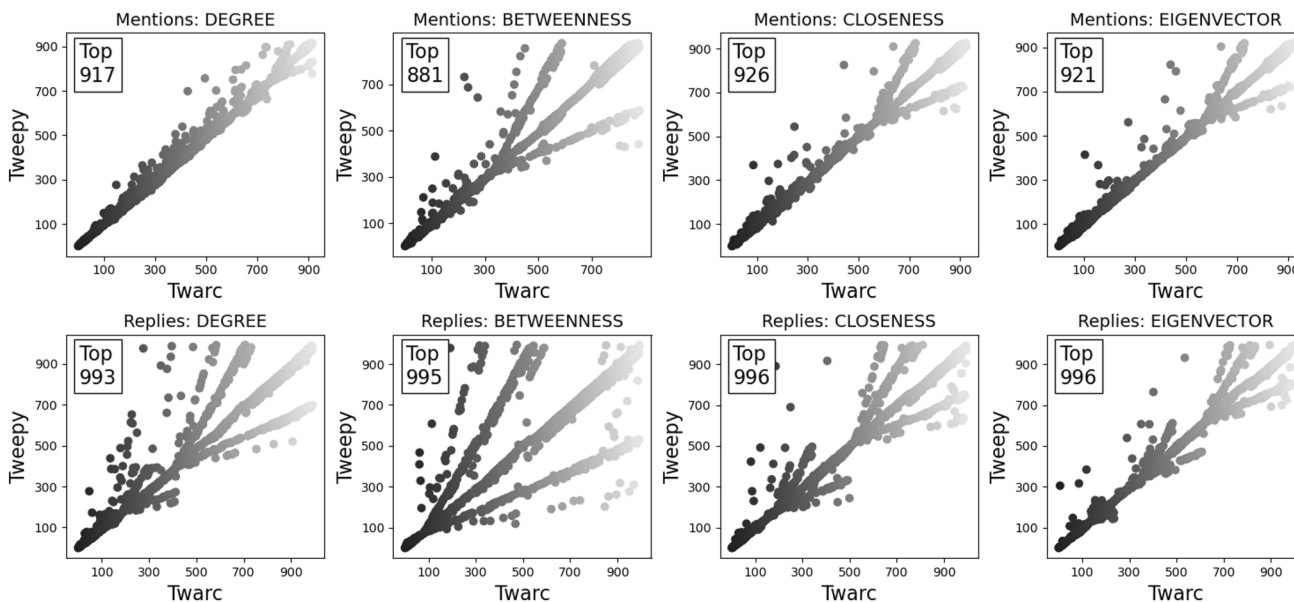 Mentions: DEGREE
Top
917
900
700
500
300
100
Tweepy
100 300 500 700 900
Twarc
Mentions: BETWEENNESS
Top
881
700
500
300
100
Tweepy
100 300 500 700
Twarc
Mentions: CLOSENESS
Top
926
900
700
500
300
100
Tweepy
100 300 500 700 900
Twarc
Mentions: EIGENVECTOR
Top
921
900
700
500
300
100
Tweepy
100 300 500 700 900
Twarc
Replies: DEGREE
Top
993
900
700
500
300
100
Tweepy
100 300 500 700 900
Twarc
Replies: BETWEENNESS
Top
995
900
700
500
300
100
Tweepy
100 300 500 700 900
Twarc
Replies: CLOSENESS
Top
996
900
700
500
300
100
Tweepy
100 300 500 700 900
Twarc
Replies: EIGENVECTOR
Top
996
900
700
500
300
100
Tweepy
100 300 500 700 900
Twarc